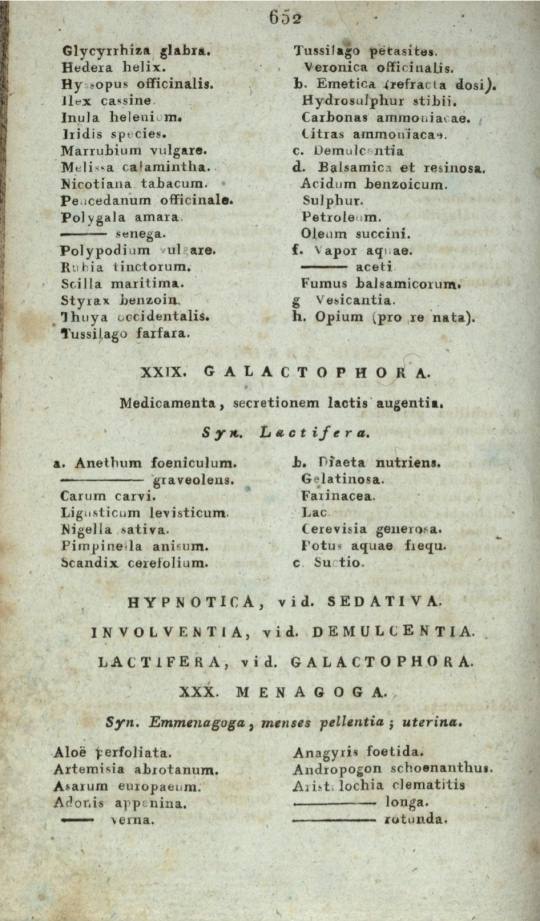 652
Glycyrrhiza glabra.
Hedera helix.
Hyssopus officinalis.
Ilex cassine.
Inula helenium.
Iridis species.
Marrubium vulgare.
Melissa calamintha.
Nicotiana tabacum.
Peucedanum officinale.
Polygala amara.
——— senega.
Polypodium vulgare.
Rubia tinctorum.
Scilla maritima.
Styrax benzoin.
Thuya occidentalis.
Tussilago farfara.
Tussilago petasites.
Veronica officinalis.
b. Emetica (refracta dosi).
Hydrosulphur stibii.
Carbonas ammoniacae.
Citras ammoniacae.
c. Demulcentia
d. Balsamica et resinosa.
Acidum benzoicum.
Sulphur.
Petroleum.
Oleum succini.
f. Vapor aquae.
——— aceti
Fumus balsamicorum.
g Vesicantia.
h. Opium (pro re nata).
XXIX. GALACTOPHORA.
Medicamenta, secretionem lactis augentia.
Syn. Lactifera.
a. Anethum foeniculum.
——— graveolens.
Carum carvi.
Ligusticum levisticum.
Nigella sativa.
Pimpinella anisum.
Scandix cerefolium.
b. Diaeta nutriens.
Gelatinosa.
Farinacea.
Lac
Cerevisia generosa.
Potus aquae frequ.
c Suctio.
HYPNOTICA, vid. SEDATIVA.
INVOLVENTIA, vid. DEMULCENTIA.
LACTIFERA, vid. GALACTOPHORA.
XXX. MENAGOGA.
Syn. Emmenagoga, menses pellentia; uterina.
Aloë perfoliata.
Artemisia abrotanum.
Asarum europaeum.
Adonis appenina.
——— verna.
Anagyris foetida.
Andropogon schoenanthus.
Aristolochia clematitis
——— longa.
——— rotunda.